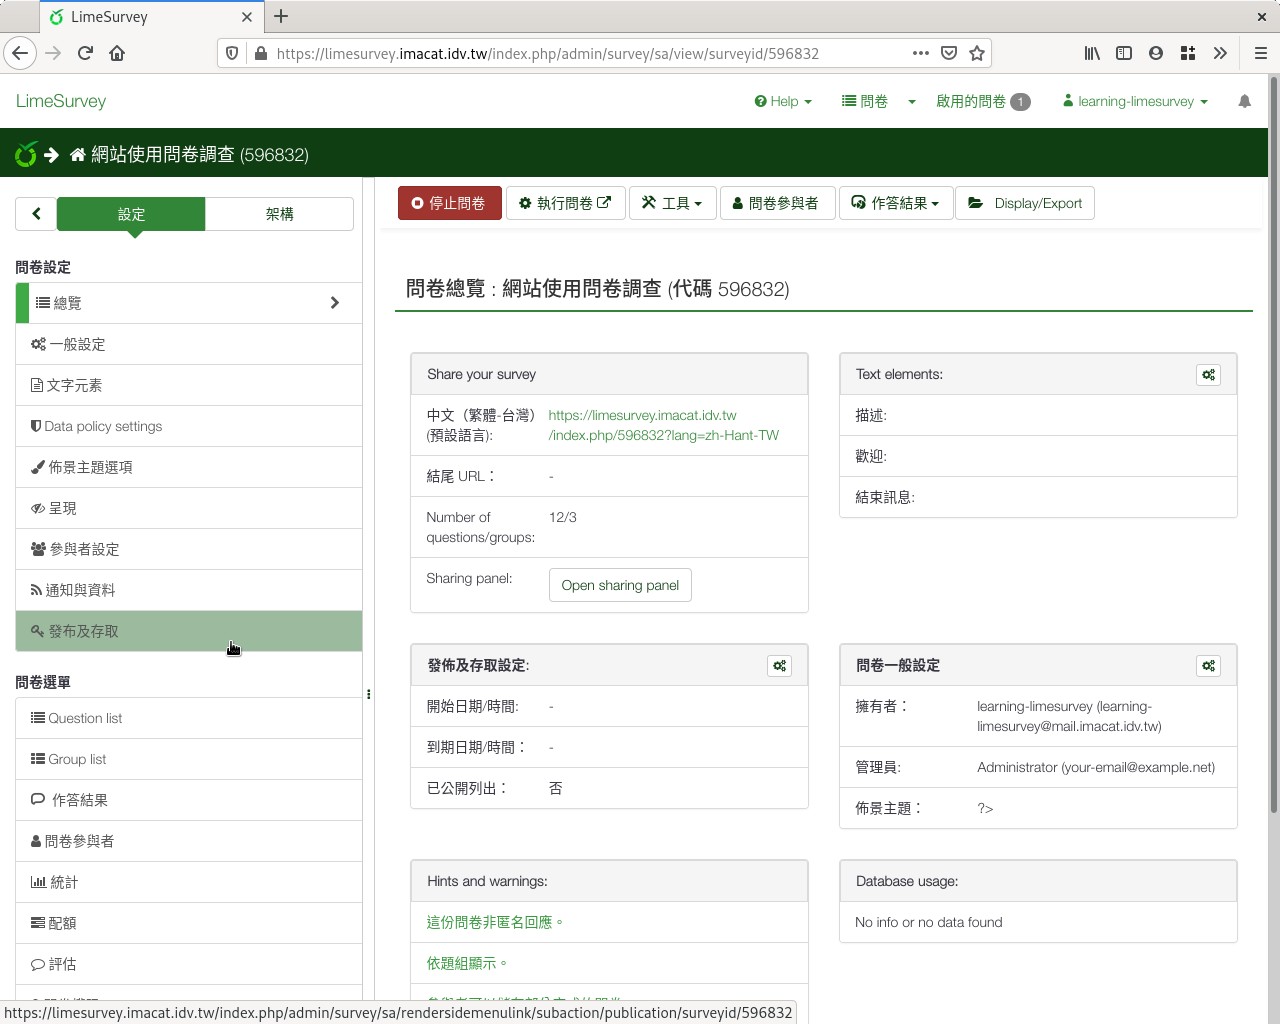 LimeSurvey
https://limesurvey.imacat.idv.tw/index.php/admin/survey/sa/view/surveyid/596832
LimeSurvey
Help
問卷
啟用的問卷 1
learning-limesurvey
網站使用問卷調查 (596832)
設定
架構
停止問卷
執行問卷
工具
問卷參與者
作答結果
Display/Export
問卷設定
總覽
一般設定
文字元素
Data policy settings
佈景主題選項
呈現
參與者設定
通知與資料
發布及存取
問卷選單
Question list
Group list
作答結果
問卷參與者
統計
配額
評估
問卷總覽 : 網站使用問卷調查 (代碼 596832)
Share your survey
中文（繁體-台灣） https://limesurvey.imacat.idv.tw
(預設語言): /index.php/596832?lang=zh-Hant-TW
結尾 URL： -
Number of 12/3
questions/groups:
Sharing panel: Open sharing panel
Text elements:
描述:
歡迎:
結束訊息:
發佈及存取設定:
開始日期/時間: -
到期日期/時間： -
已公開列出： 否
問卷一般設定
擁有者： learning-limesurvey (learning-
limesurvey@mail.imacat.idv.tw)
管理員: Administrator (your-email@example.net)
佈景主題： ?>
Hints and warnings:
這份問卷非匿名回應。
依題組顯示。
Database usage:
No info or no data found
https://limesurvey.imacat.idv.tw/index.php/admin/survey/sa/rendersidemenulink/subaction/publication/surveyid/596832